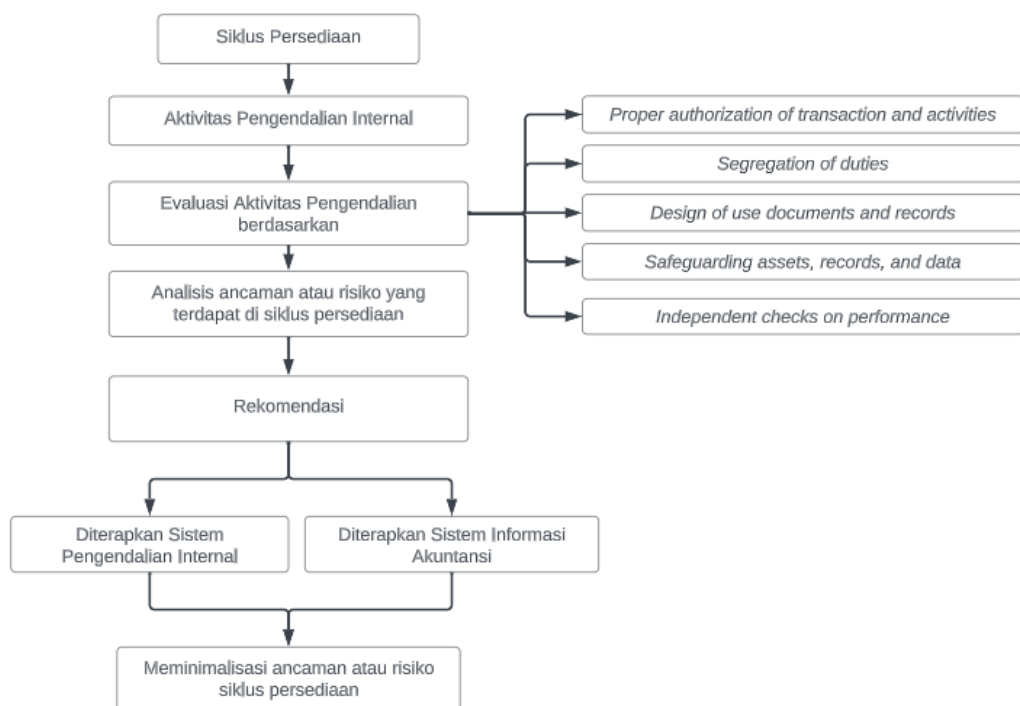 Siklus Persediaan
Aktivitas Pengendalian Internal
Evaluasi Aktivitas Pengendalian
berdasarkan
Proper authorization of transaction and activities
Segregation of duties
Design of use documents and records
Safeguarding assets, records, and data
Independent checks on performance
Analisis ancaman atau risiko yang
terdapat di siklus persediaan
Rekomendasi
Diterapkan Sistem
Pengendalian Internal
Diterapkan Sistem Informasi
Akuntansi
Meminimalisasi ancaman atau risiko
siklus persediaan